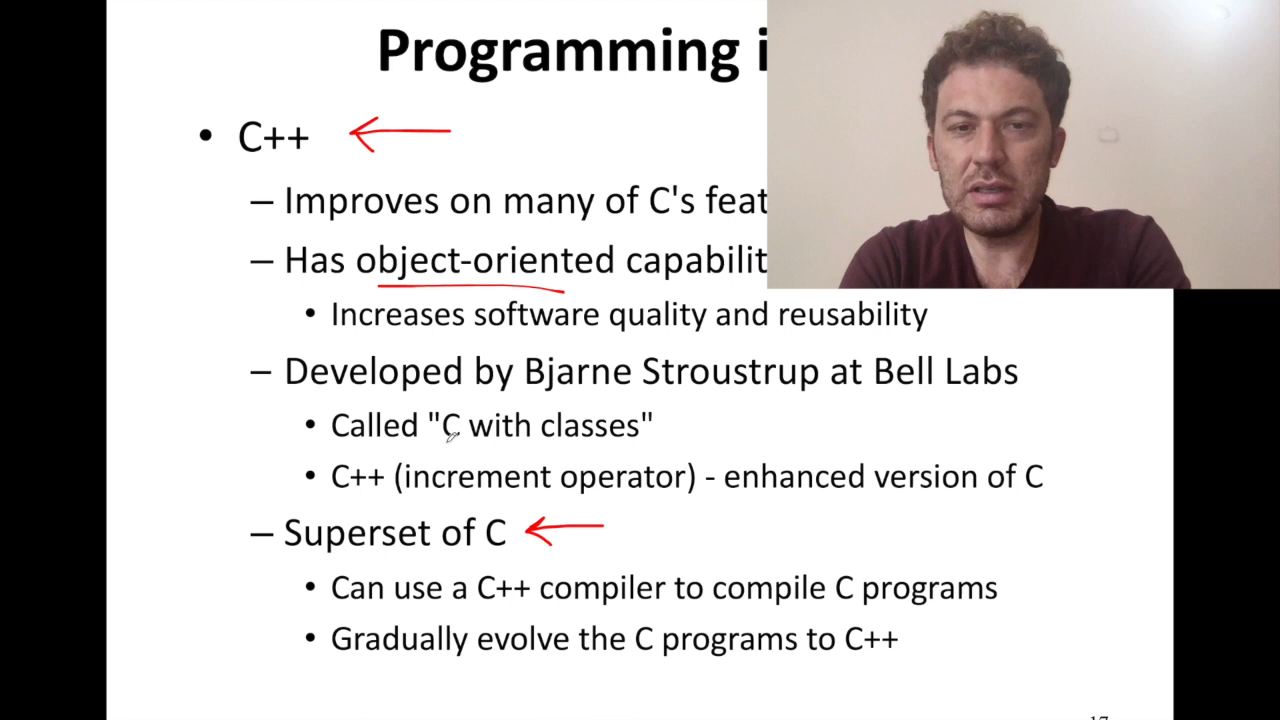 Programming i
• C++
– Improves on many of C's feat
– Has object-oriented capabilit
• Increases software quality and reusability
– Developed by Bjarne Stroustrup at Bell Labs
• Called "C with classes"
• C++ (increment operator) - enhanced version of C
– Superset of C
• Can use a C++ compiler to compile C programs
• Gradually evolve the C programs to C++